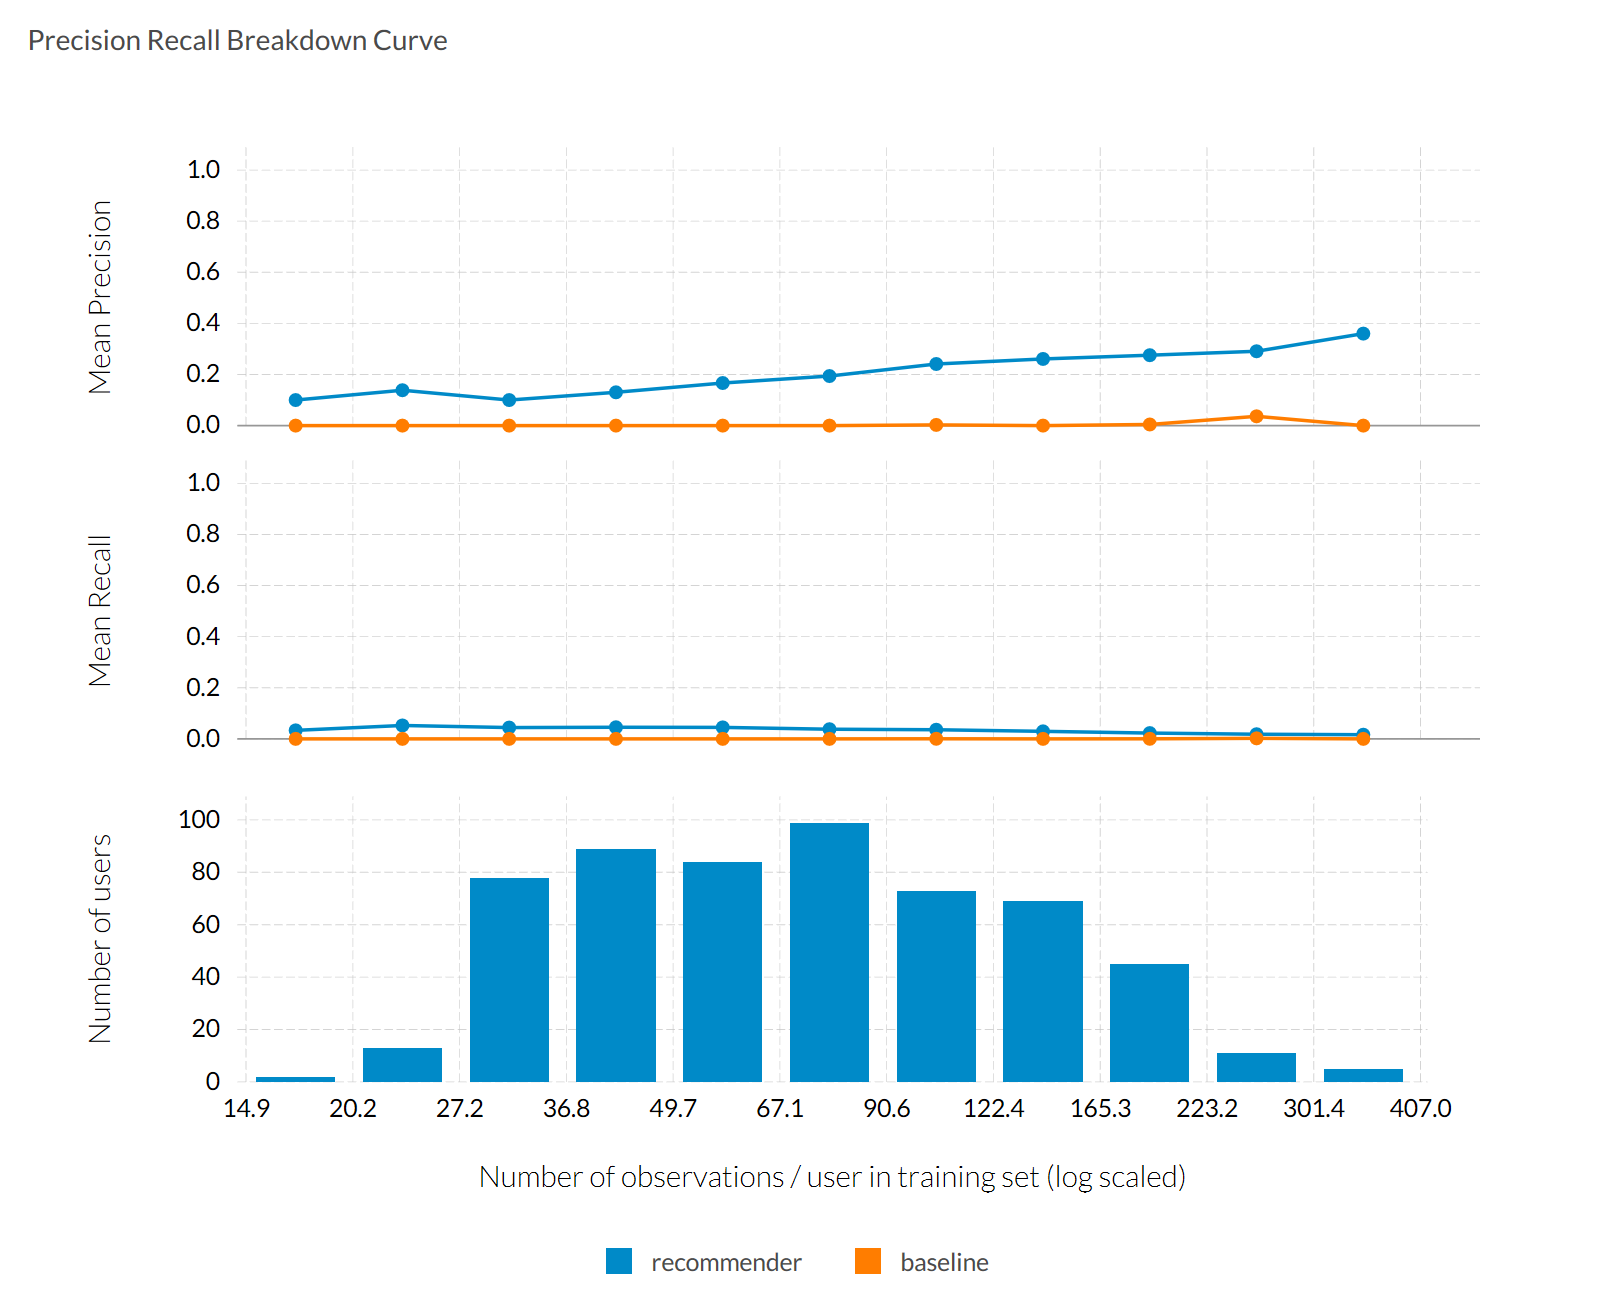 Precision Recall Breakdown Curve
Mean Precision
1.0
0.8
0.6
0.4
0.2
0.0
Mean Recall
1.0
0.8
0.6
0.4
0.2
0.0
Number of users
100
80
60
40
20
0
14.9 20.2 27.2 36.8 49.7 67.1 90.6 122.4 165.3 223.2 301.4 407.0
Number of observations / user in training set (log scaled)
recommender baseline